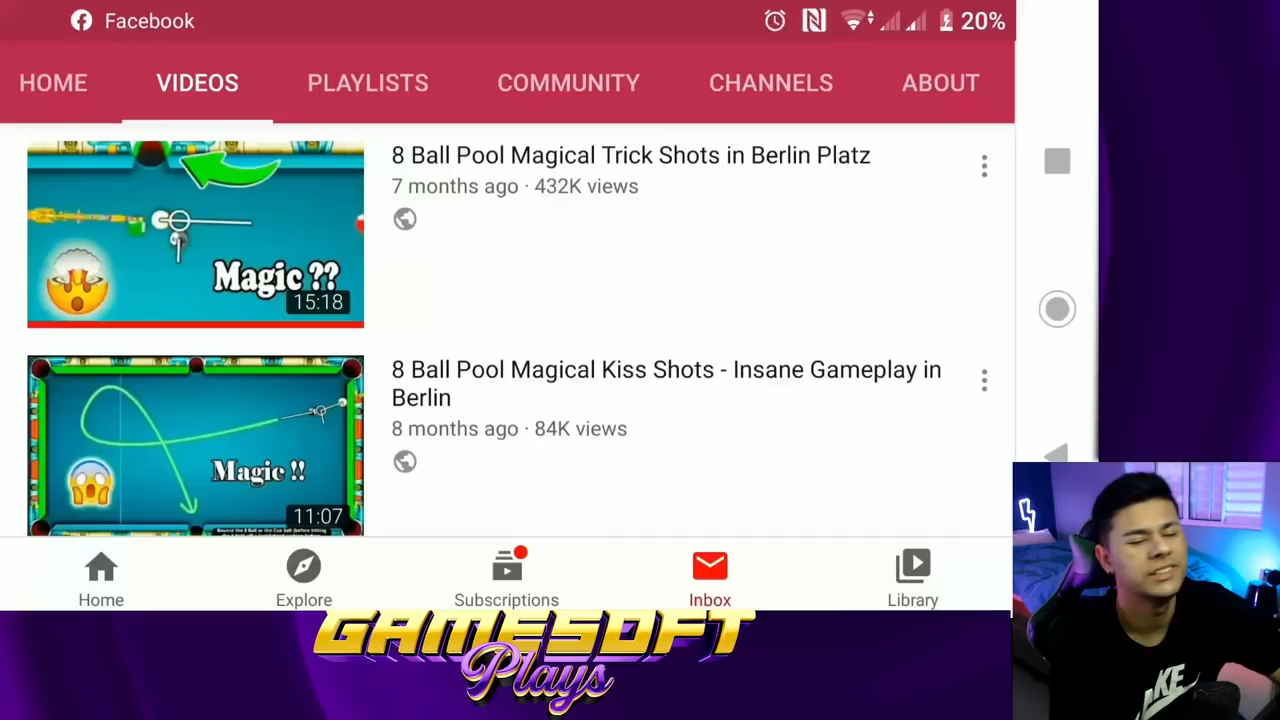 Facebook
20%
HOME
VIDEOS
PLAYLISTS
COMMUNITY
CHANNELS
ABOUT
8 Ball Pool Magical Trick Shots in Berlin Platz
7 months ago · 432K views
Magic ??
15:18
8 Ball Pool Magical Kiss Shots - Insane Gameplay in
Berlin
8 months ago · 84K views
Magic !!
11:07
Home
Explore
Subscriptions
Inbox
Library
GAMESOFT
Plays